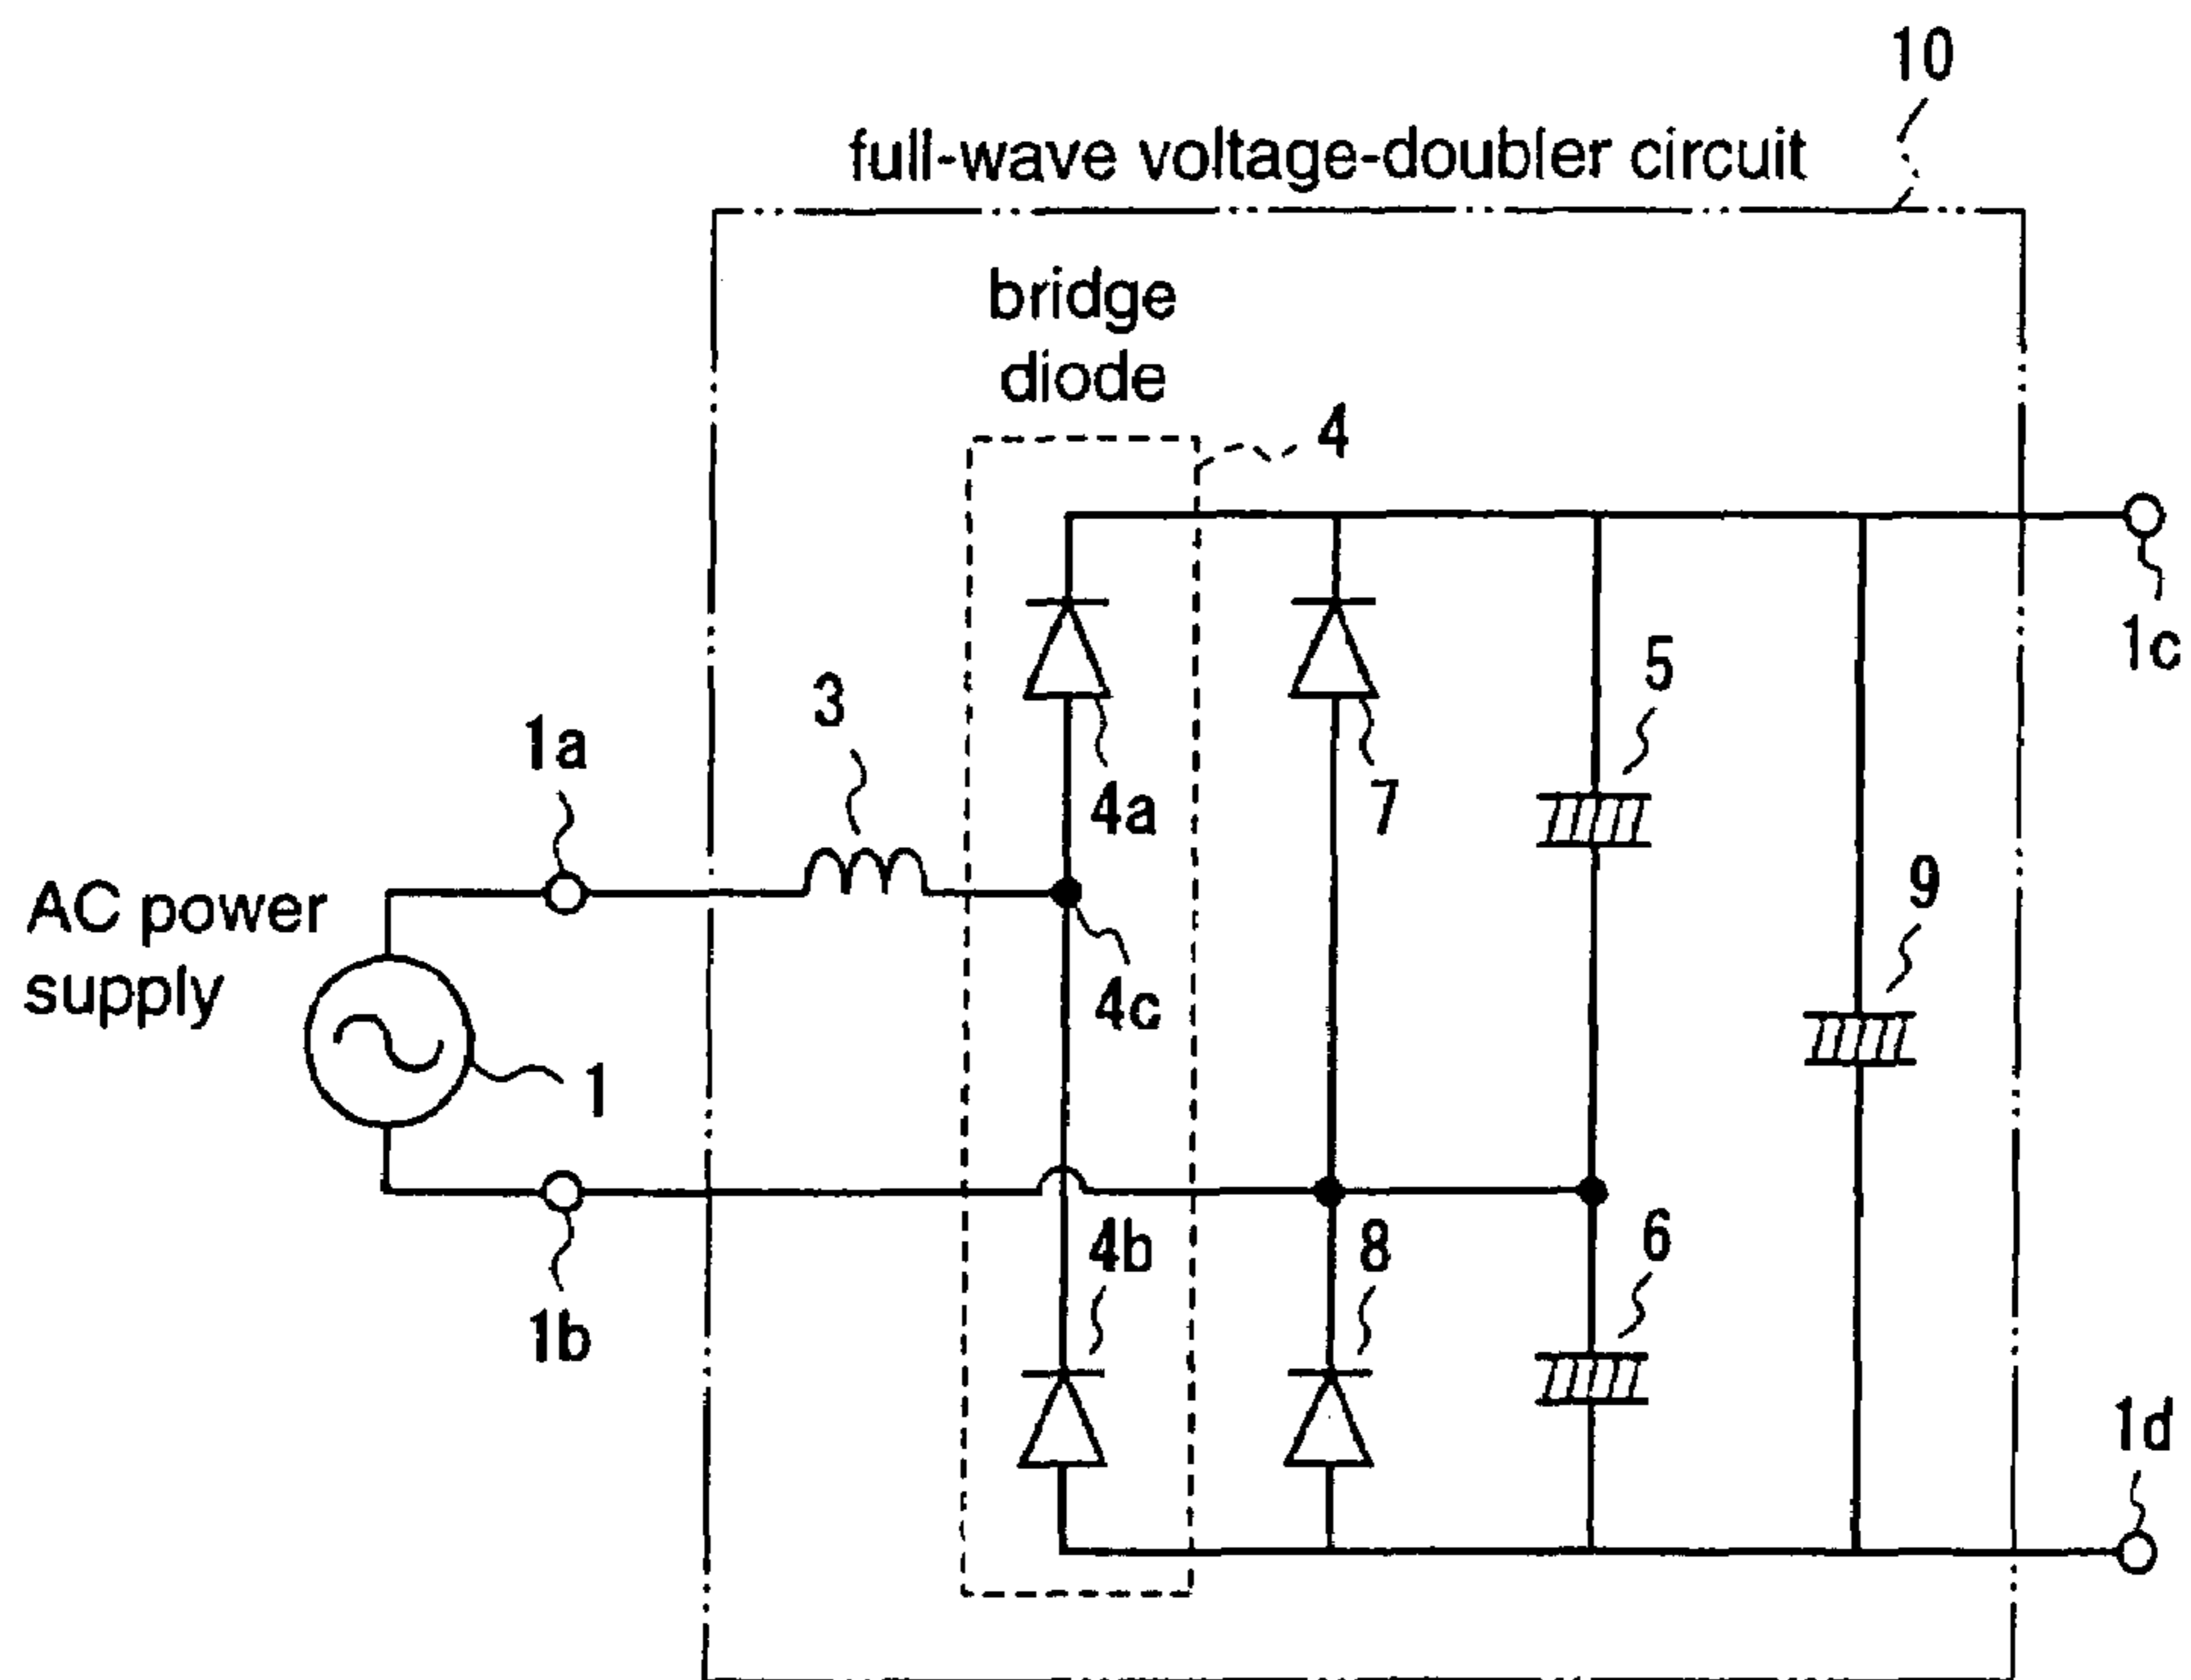 10
full-wave voltage-doubler circuit
bridge
diode
4
1c
5
3
1a
4a
7
9
AC power
supply
4c
1
4b
8
6
1b
1d